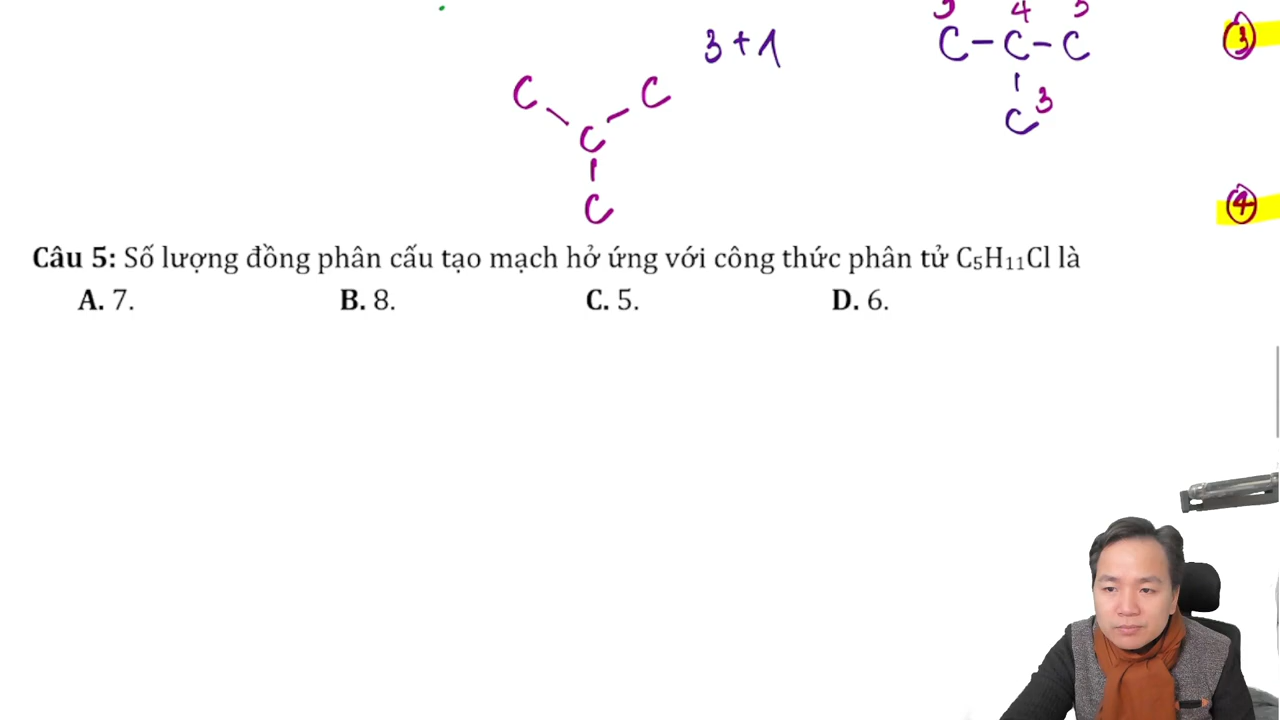 3 4 5
C – C – C
③
3 + 1
C C
C
C
C 3
④
Câu 5: Số lượng đồng phân cấu tạo mạch hở ứng với công thức phân tử C₅H₁₁Cl là
A. 7. B. 8. C. 5. D. 6.